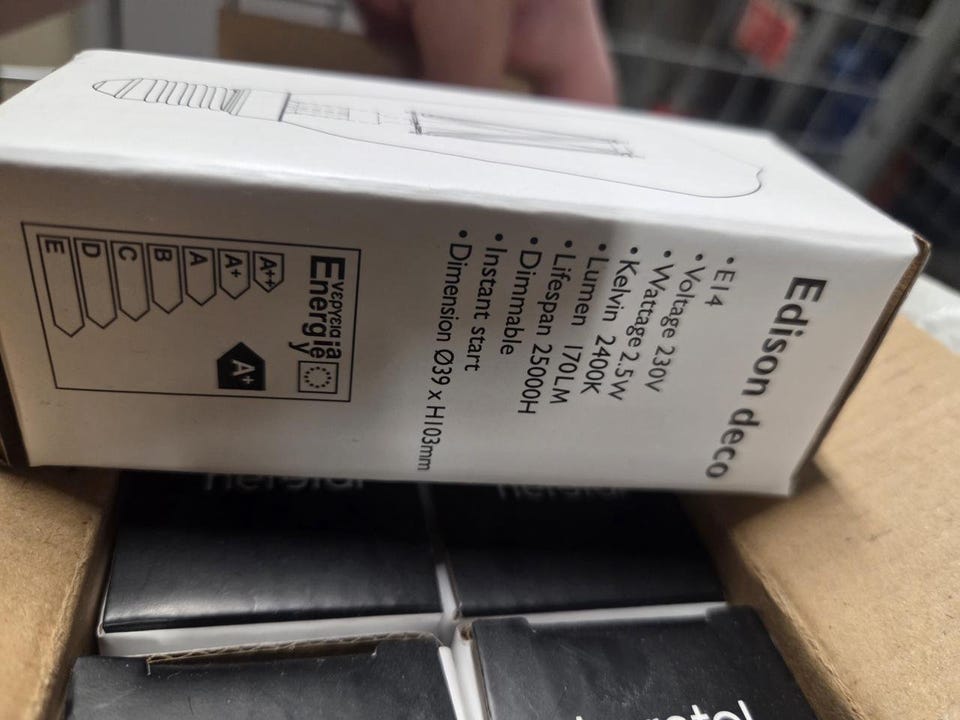 Edison deco
• E14
• Voltage 230V
• Wattage 2.5W
• Kelvin 2400K
• Lumen 170LM
• Lifespan 25000H
• Dimmable
• Instant start
• Dimension Ø39 x H103mm
Ενεργεια
Energie
y
A++
A+
A
B
C
D
E
A+